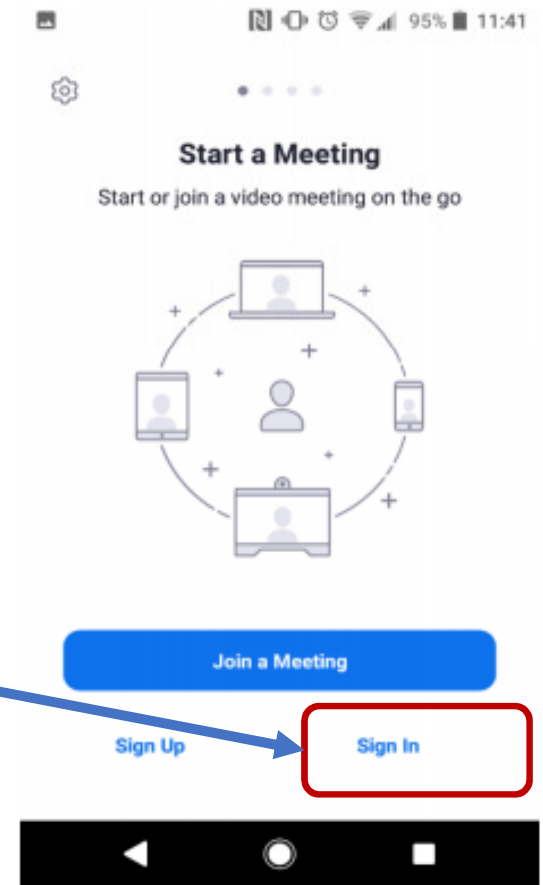 95% 11:41
Start a Meeting
Start or join a video meeting on the go
Join a Meeting
Sign Up Sign In